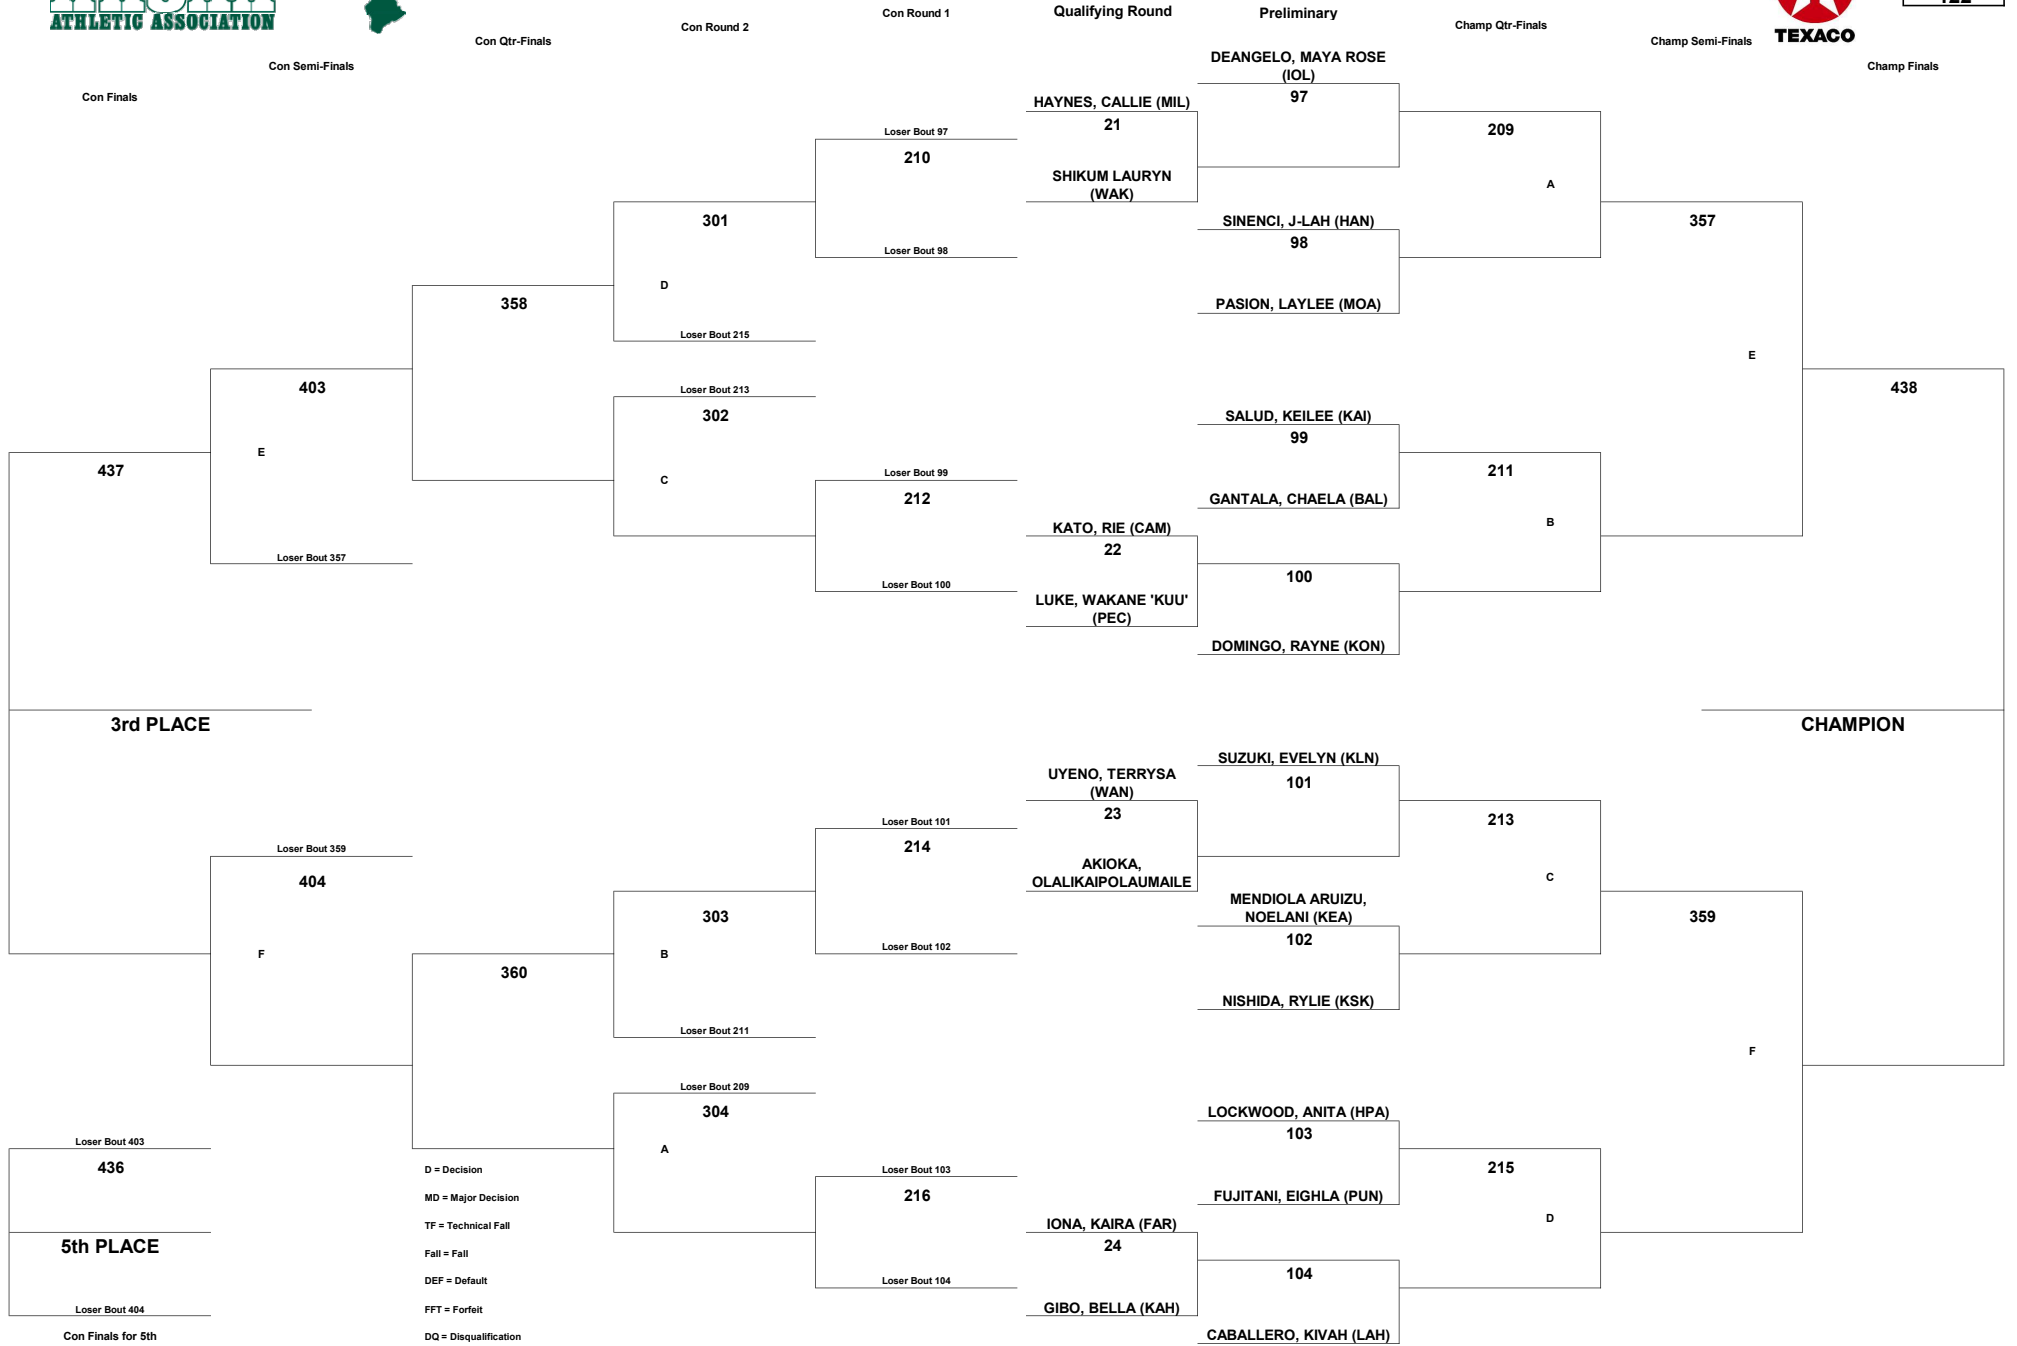 ATHLETIC ASSOCIATION
TEXACO
Con Finals
Con Semi-Finals
Con Qtr-Finals
Con Round 2
Con Round 1
Qualifying Round
Preliminary
Champ Qtr-Finals
Champ Semi-Finals
Champ Finals
DEANGELO, MAYA ROSE
(IOL)
97
HAYNES, CALLIE (MIL)
21
SHIKUM LAURYN
(WAK)
209
A
Loser Bout 97
210
Loser Bout 98
SINENCI, J-LAH (HAN)
98
PASION, LAYLEE (MOA)
301
D
Loser Bout 215
357
E
358
Loser Bout 213
302
C
403
E
Loser Bout 357
438
437
SALUD, KEILEE (KAI)
99
GANTALA, CHAELA (BAL)
211
B
Loser Bout 99
212
Loser Bout 100
KATO, RIE (CAM)
22
LUKE, WAKANE 'KUU'
(PEC)
100
DOMINGO, RAYNE (KON)
3rd PLACE
CHAMPION
SUZUKI, EVELYN (KLN)
101
UYENO, TERRYSA
(WAN)
23
AKIOKA,
OLALIKAIPOLAUMAILE
213
C
Loser Bout 101
214
Loser Bout 102
MENDIOLA ARUIZU,
NOELANI (KEA)
102
NISHIDA, RYLIE (KSK)
Loser Bout 359
404
F
303
B
Loser Bout 211
359
F
360
Loser Bout 209
304
A
LOCKWOOD, ANITA (HPA)
103
FUJITANI, EIGHLA (PUN)
215
D
Loser Bout 103
216
Loser Bout 104
IONA, KAIRA (FAR)
24
GIBO, BELLA (KAH)
104
CABALLERO, KIVAH (LAH)
Loser Bout 403
436
5th PLACE
Loser Bout 404
Con Finals for 5th
D = Decision
MD = Major Decision
TF = Technical Fall
Fall = Fall
DEF = Default
FFT = Forfeit
DQ = Disqualification